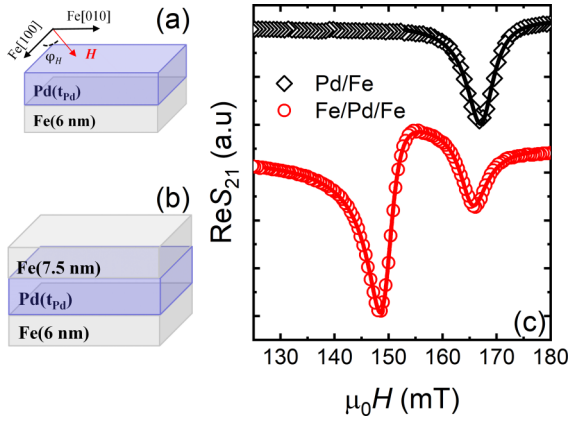 (a)
Fe[010]
Fe[100]
φH
H
Pd(tPd)
Fe(6 nm)
(b)
Fe(7.5 nm)
Pd(tPd)
Fe(6 nm)
ReS21 (a.u)
Pd/Fe
Fe/Pd/Fe
(c)
130 140 150 160 170 180
μ0H (mT)